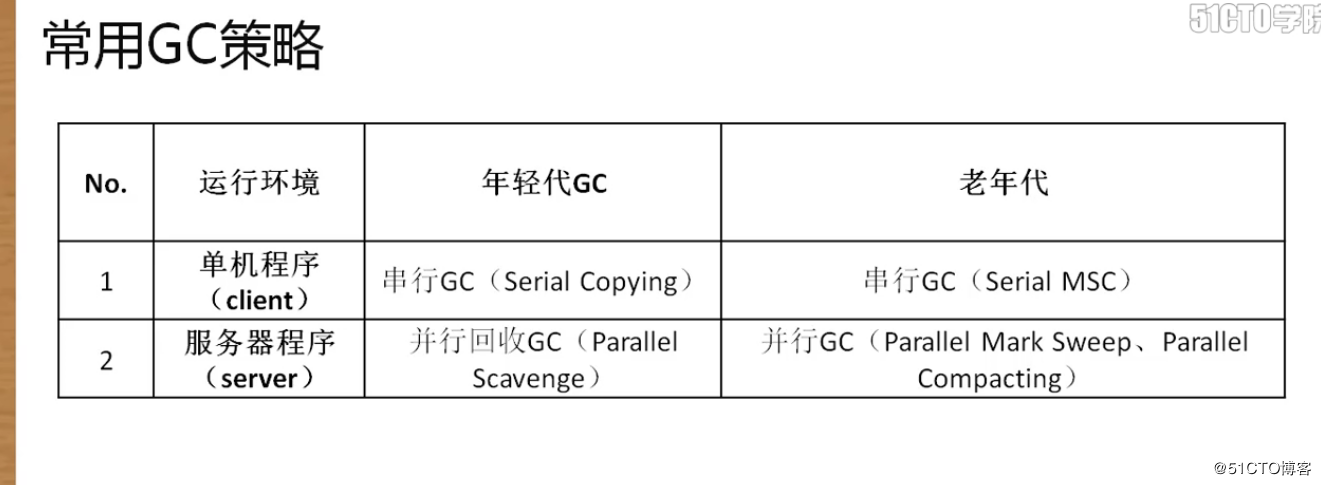 51CTO学院
常用GC策略
No.
运行环境
年轻代GC
老年代
1
单机程序
（client）
串行GC（Serial Copying）
串行GC（Serial MSC）
2
服务器程序
（server）
并行回收GC（Parallel
Scavenge）
并行GC（Parallel Mark Sweep、Parallel
Compacting）
@51CTO博客